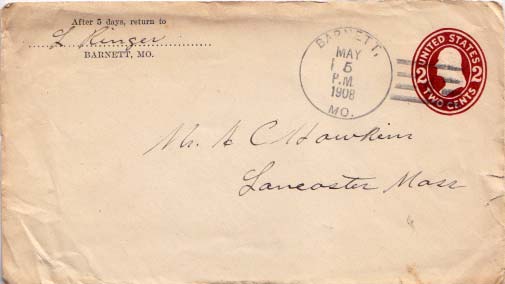 After 5 days, return to
L Ringer
BARNETT, MO.
BARNETT,
MAY
5
P.M.
1908
MO.
UNITED STATES
2 2
TWO CENTS
Mr. A C Hawkins
Lancaster Mass